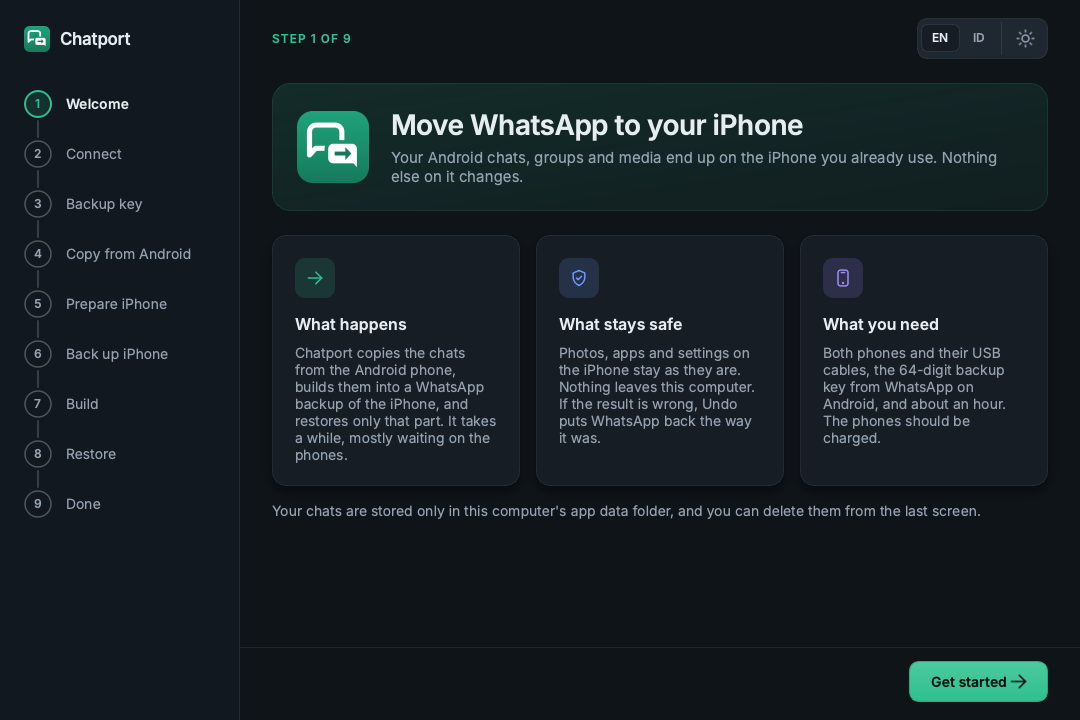 Chatport
1
Welcome
2
Connect
3
Backup key
4
Copy from Android
5
Prepare iPhone
6
Back up iPhone
7
Build
8
Restore
9
Done
STEP 1 OF 9
EN
ID
Move WhatsApp to your iPhone
Your Android chats, groups and media end up on the iPhone you already use. Nothing
else on it changes.
What happens
Chatport copies the chats
from the Android phone,
builds them into a WhatsApp
backup of the iPhone, and
restores only that part. It takes
a while, mostly waiting on the
phones.
What stays safe
Photos, apps and settings on
the iPhone stay as they are.
Nothing leaves this computer.
If the result is wrong, Undo
puts WhatsApp back the way
it was.
What you need
Both phones and their USB
cables, the 64-digit backup
key from WhatsApp on
Android, and about an hour.
The phones should be
charged.
Your chats are stored only in this computer's app data folder, and you can delete them from the last screen.
Get started